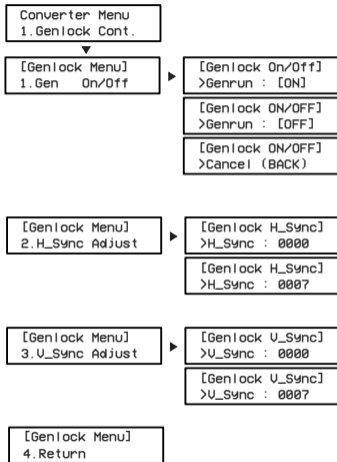 Converter Menu
1.Genlock Cont.
[Genlock Menu]
1.Gen On/Off
[Genlock On/Off]
>Genrun : [ON]
[Genlock ON/OFF]
>Genrun : [OFF]
[Genlock ON/OFF]
>Cancel (BACK)
[Genlock Menu]
2.H_Sync Adjust
[Genlock H_Sync]
>H_Sync : 0000
[Genlock H_Sync]
>H_Sync : 0007
[Genlock Menu]
3.V_Sync Adjust
[Genlock V_Sync]
>V_Sync : 0000
[Genlock V_Sync]
>V_Sync : 0007
[Genlock Menu]
4.Return